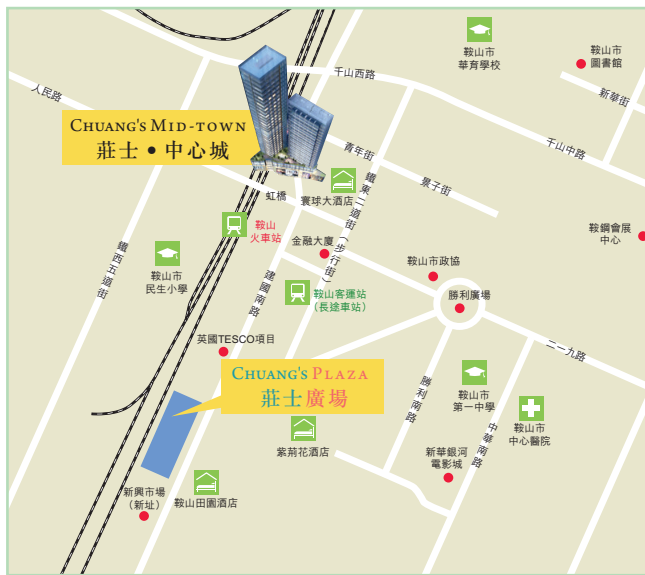 鞍山市
華育學校
鞍山市
圖書館
千山西路
新華街
人民路
CHUANG'S MID-TOWN
莊士•中心城
千山中路
青年街
景子街
虹橋
寰球大酒店
鐵東二道街（步行街）
鞍山
火車站
金融大廈
鞍鋼會展
中心
鐵西五道街
鞍山市
民生小學
建國南路
鞍山市政協
鞍山客運站
（長途車站）
勝利廣場
英國TESCO項目
二一九路
CHUANG'S PLAZA
莊士廣場
勝利南路
鞍山市
第一中學
中華南路
鞍山市
中心醫院
紫荊花酒店
新華銀河
電影城
新興市場
（新址）
鞍山田園酒店